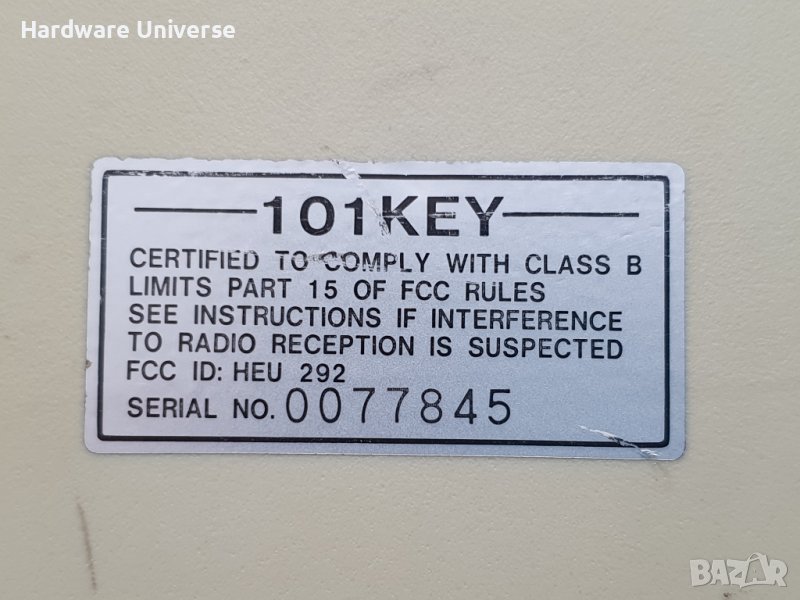 Hardware Universe
101KEY
CERTIFIED TO COMPLY WITH CLASS B
LIMITS PART 15 OF FCC RULES
SEE INSTRUCTIONS IF INTERFERENCE
TO RADIO RECEPTION IS SUSPECTED
FCC ID: HEU 292
SERIAL NO. 0077845
BAZAR